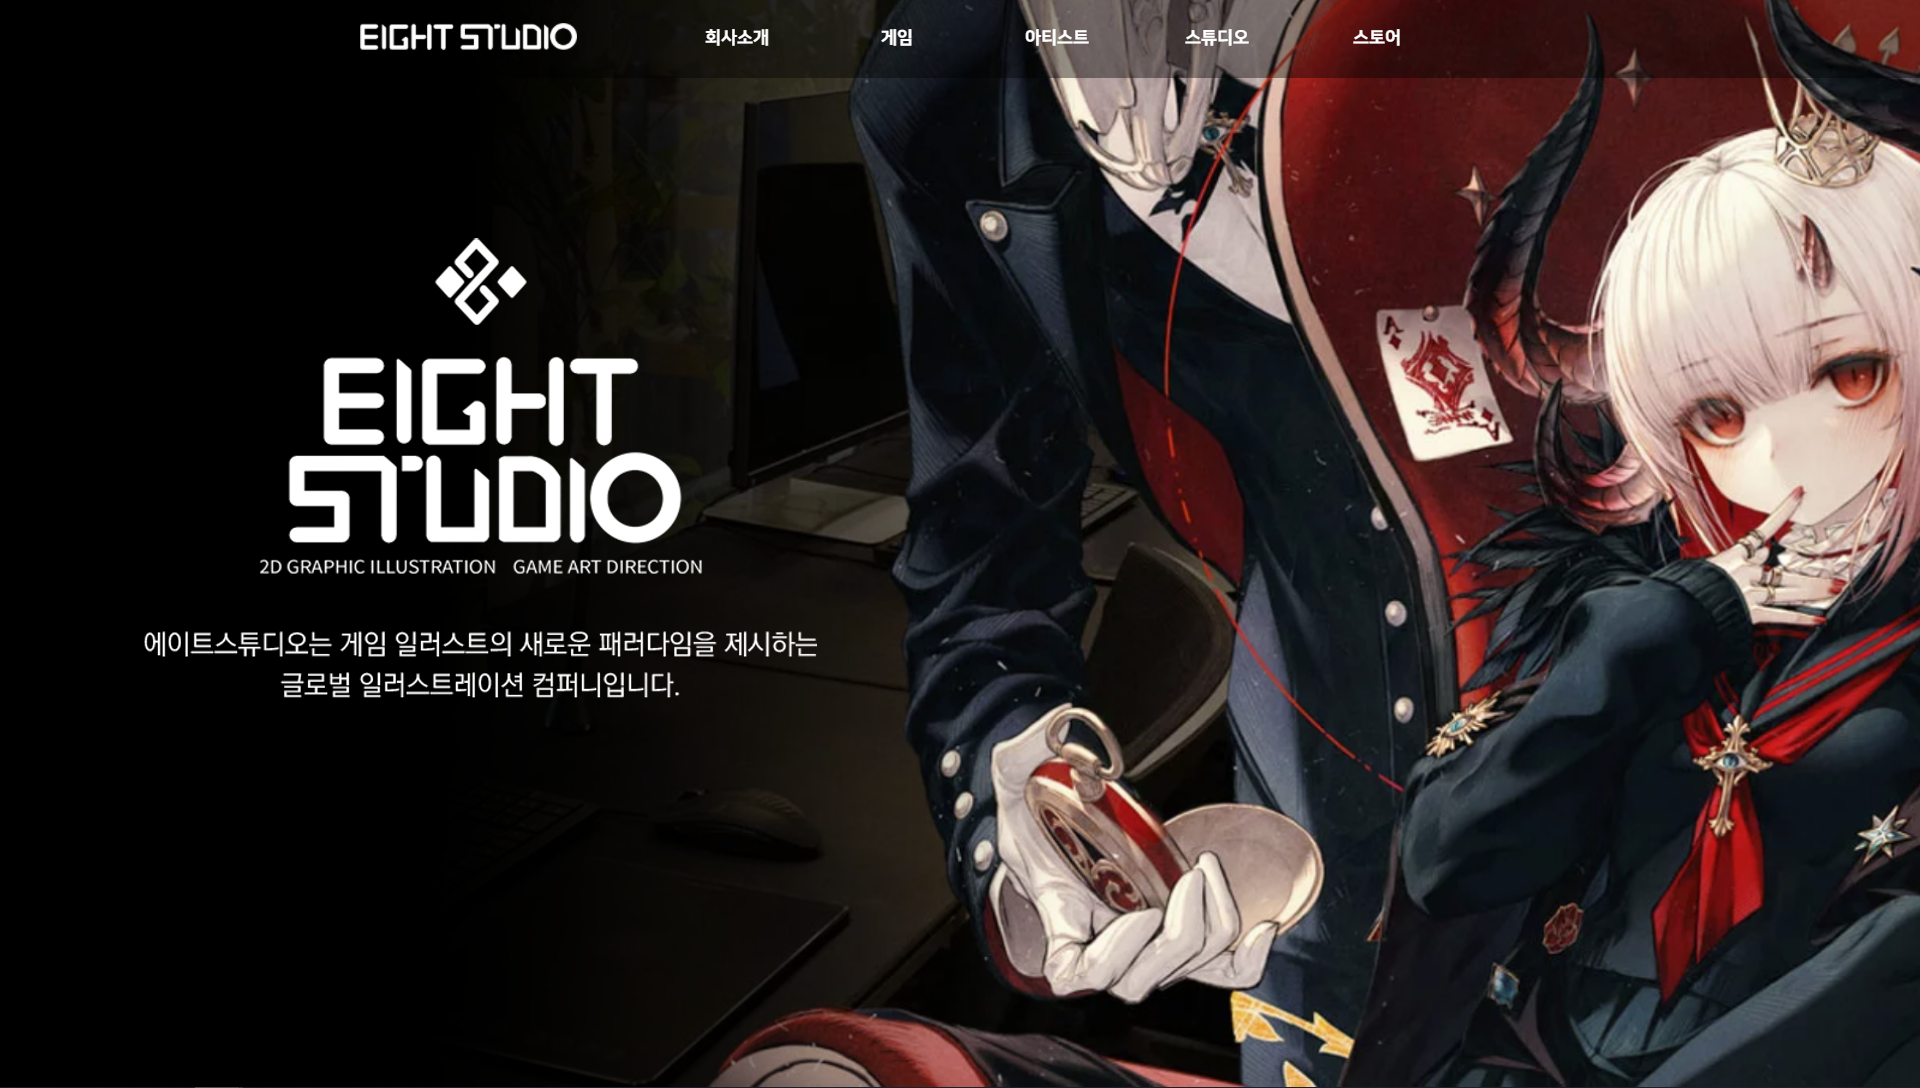 EIGHT STUDIO
회사소개
게임
아티스트
스튜디오
스토어
EIGHT
STUDIO
2D GRAPHIC ILLUSTRATION GAME ART DIRECTION
에이트스튜디오는 게임 일러스트의 새로운 패러다임을 제시하는
글로벌 일러스트레이션 컴퍼니입니다.
A
A